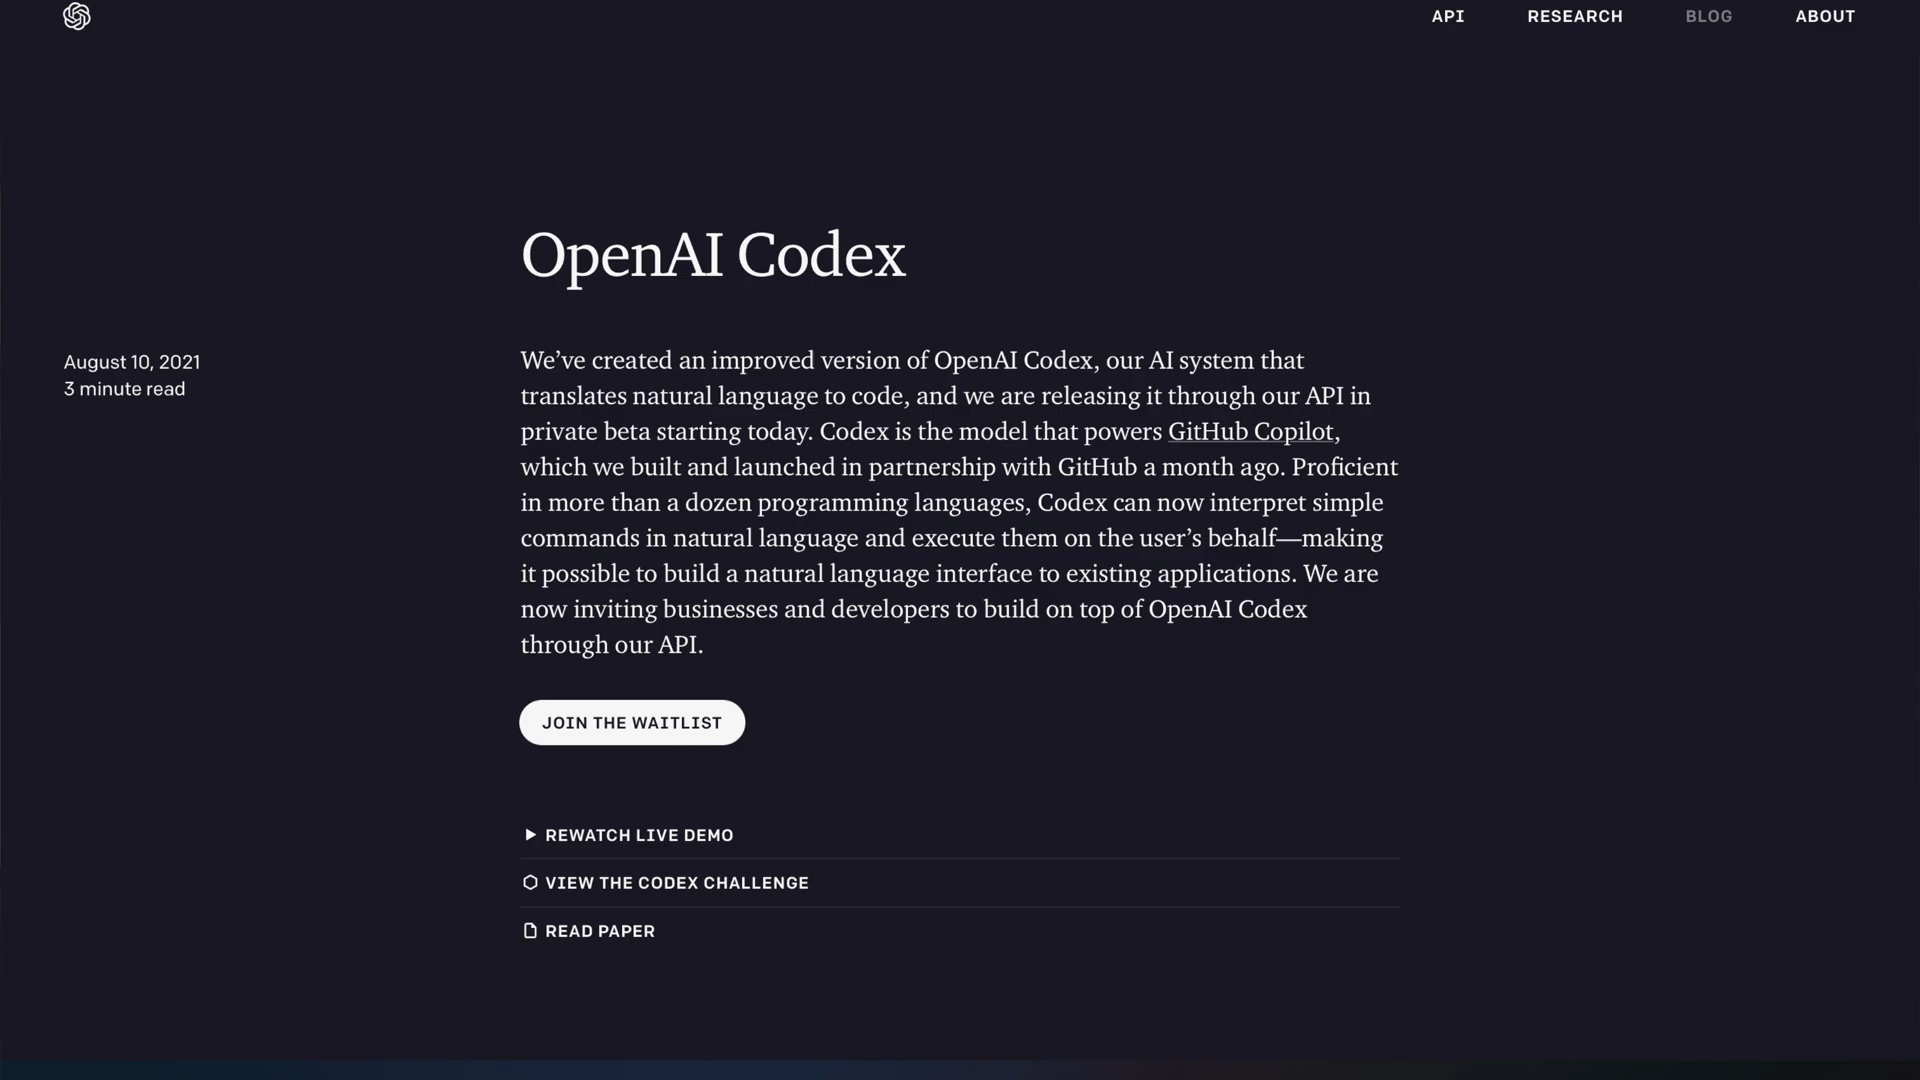 API
RESEARCH
BLOG
ABOUT
OpenAI Codex
August 10, 2021
3 minute read
We’ve created an improved version of OpenAI Codex, our AI system that
translates natural language to code, and we are releasing it through our API in
private beta starting today. Codex is the model that powers GitHub Copilot,
which we built and launched in partnership with GitHub a month ago. Proficient
in more than a dozen programming languages, Codex can now interpret simple
commands in natural language and execute them on the user’s behalf—making
it possible to build a natural language interface to existing applications. We are
now inviting businesses and developers to build on top of OpenAI Codex
through our API.
JOIN THE WAITLIST
REWATCH LIVE DEMO
VIEW THE CODEX CHALLENGE
READ PAPER